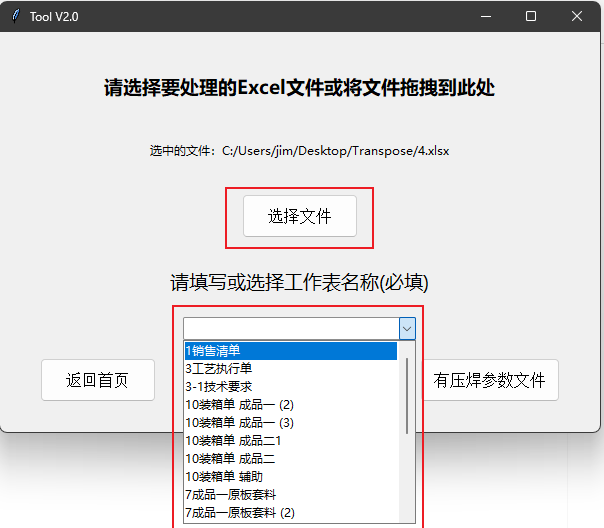 Tool V2.0
请选择要处理的Excel文件或将文件拖拽到此处
选中的文件：C:/Users/jim/Desktop/Transpose/4.xlsx
选择文件
请填写或选择工作表名称(必填)
1销售清单
3工艺执行单
3-1技术要求
10装箱单 成品一 (2)
10装箱单 成品一 (3)
10装箱单 成品二1
10装箱单 成品二
10装箱单 辅助
7成品一原板套料
7成品一原板套料 (2)
返回首页
有压焊参数文件